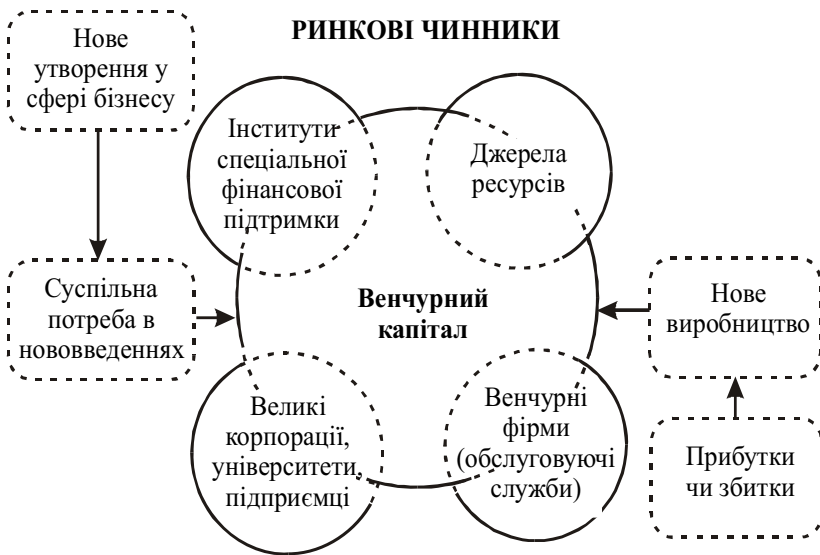 РИНКОВІ ЧИННИКИ
Нове
утворення у
сфері бізнесу
Інститути
спеціальної
фінансової
підтримки
Джерела
ресурсів
Суспільна
потреба в
нововведеннях
Венчурний
капітал
Нове
виробництво
Великі
корпорації,
університети,
підприємці
Венчурні
фірми
(обслуговуючі
служби)
Прибутки
чи збитки